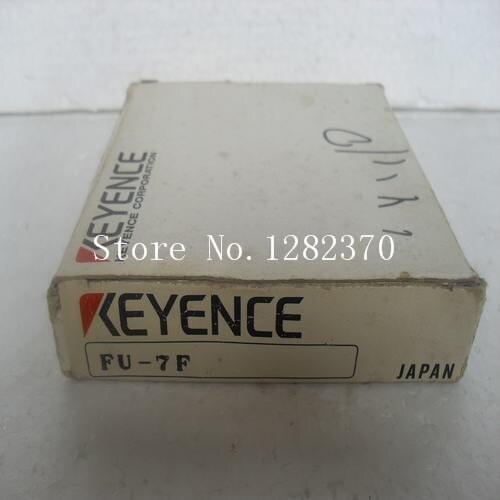 KEYENCE
KEYENCE CORPORATION
Store No. 1282370
KEYENCE
FU-7F
JAPAN